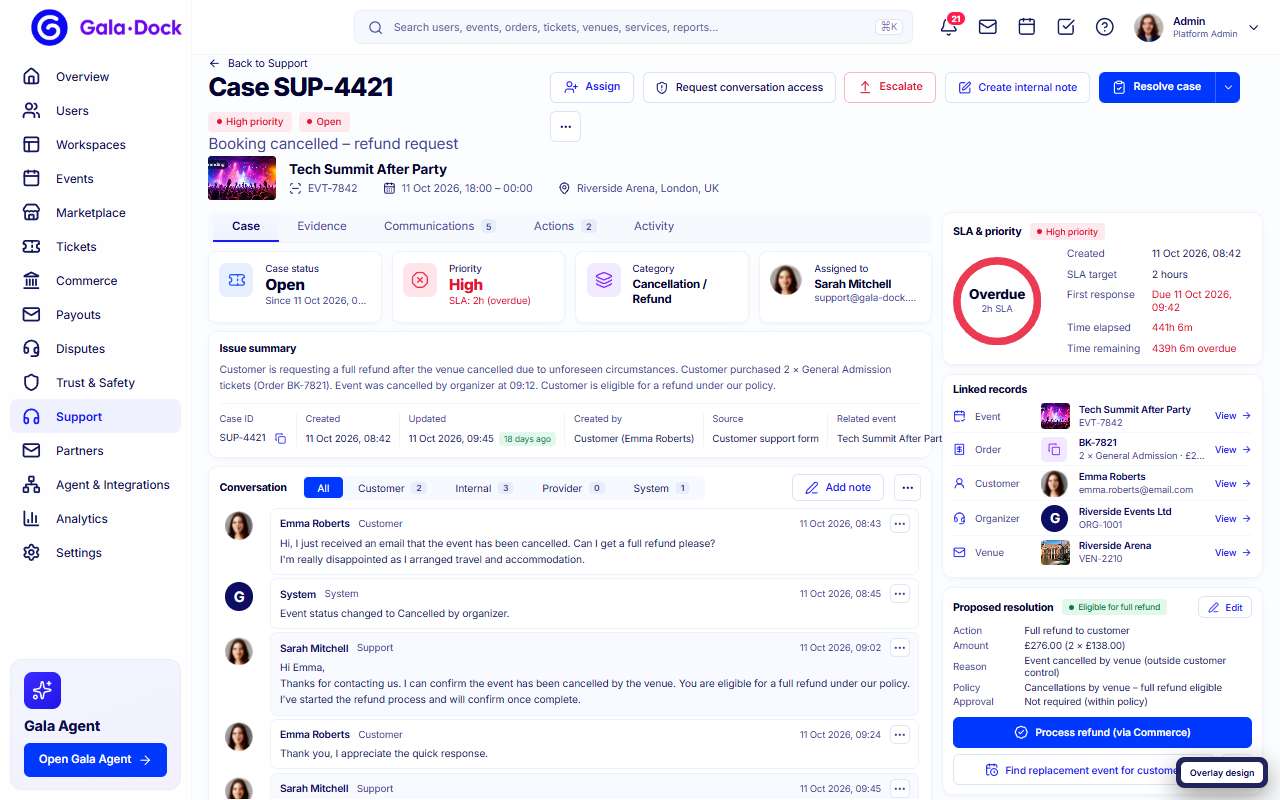 Gala·Dock
Search users, events, orders, tickets, venues, services, reports...
⌘K
21
Admin
Platform Admin
Overview
Users
Workspaces
Events
Marketplace
Tickets
Commerce
Payouts
Disputes
Trust & Safety
Support
Partners
Agent & Integrations
Analytics
Settings
Gala Agent
Open Gala Agent
Back to Support
Case SUP-4421
Assign
Request conversation access
Escalate
Create internal note
Resolve case
High priority
Open
Booking cancelled – refund request
Tech Summit After Party
EVT-7842
11 Oct 2026, 18:00 – 00:00
Riverside Arena, London, UK
Case
Evidence
Communications 5
Actions 2
Activity
Case status
Open
Since 11 Oct 2026, 0...
Priority
High
SLA: 2h (overdue)
Category
Cancellation /
Refund
Assigned to
Sarah Mitchell
support@gala-dock....
Issue summary
Customer is requesting a full refund after the venue cancelled due to unforeseen circumstances. Customer purchased 2 × General Admission
tickets (Order BK-7821). Event was cancelled by organizer at 09:12. Customer is eligible for a refund under our policy.
Case ID
SUP-4421
Created
11 Oct 2026, 08:42
Updated
11 Oct 2026, 09:45 18 days ago
Created by
Customer (Emma Roberts)
Source
Customer support form
Related event
Tech Summit After Part
Conversation
All
Customer 2
Internal 3
Provider 0
System 1
Add note
Emma Roberts Customer 11 Oct 2026, 08:43
Hi, I just received an email that the event has been cancelled. Can I get a full refund please?
I'm really disappointed as I arranged travel and accommodation.
G
System System 11 Oct 2026, 08:45
Event status changed to Cancelled by organizer.
Sarah Mitchell Support 11 Oct 2026, 09:02
Hi Emma,
Thanks for contacting us. I can confirm the event has been cancelled by the venue. You are eligible for a full refund under our policy.
I've started the refund process and will confirm once complete.
Emma Roberts Customer 11 Oct 2026, 09:24
Thank you, I appreciate the quick response.
Sarah Mitchell Support 11 Oct 2026, 09:45
SLA & priority
High priority
Overdue
2h SLA
Created 11 Oct 2026, 08:42
SLA target 2 hours
First response Due 11 Oct 2026,
09:42
Time elapsed 441h 6m
Time remaining 439h 6m overdue
Linked records
Event
Tech Summit After Party
EVT-7842
View
Order
BK-7821
2 × General Admission · £2...
View
Customer
Emma Roberts
emma.roberts@email.com
View
Organizer
G
Riverside Events Ltd
ORG-1001
View
Venue
Riverside Arena
VEN-2210
View
Proposed resolution
Eligible for full refund
Edit
Action Full refund to customer
Amount £276.00 (2 × £138.00)
Reason Event cancelled by venue (outside customer
control)
Policy Cancellations by venue – full refund eligible
Approval Not required (within policy)
Process refund (via Commerce)
Find replacement event for custome
Overlay design